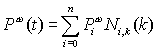 P^ω(t) = ∑_{i=0}^{n} P_i^ω N_{i,k}(k)